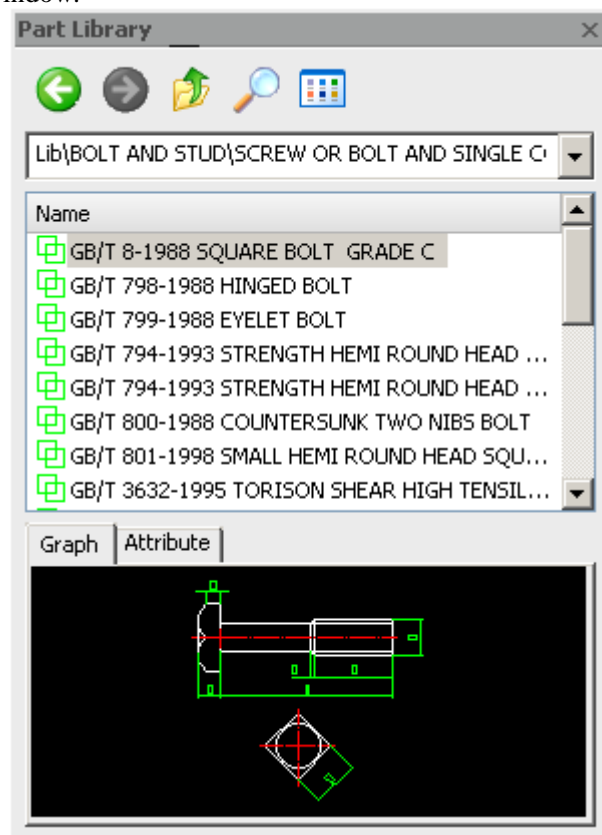 indow.
Part Library
Lib\BOLT AND STUD\SCREW OR BOLT AND SINGLE C
Name
GB/T 8-1988 SQUARE BOLT  GRADE C
GB/T 798-1988 HINGED BOLT
GB/T 799-1988 EYELET BOLT
GB/T 794-1993 STRENGTH HEMI ROUND HEAD ...
GB/T 794-1993 STRENGTH HEMI ROUND HEAD ...
GB/T 800-1988 COUNTERSUNK TWO NIBS BOLT
GB/T 801-1998 SMALL HEMI ROUND HEAD SQU...
GB/T 3632-1995 TORISON SHEAR HIGH TENSIL...
Graph Attribute